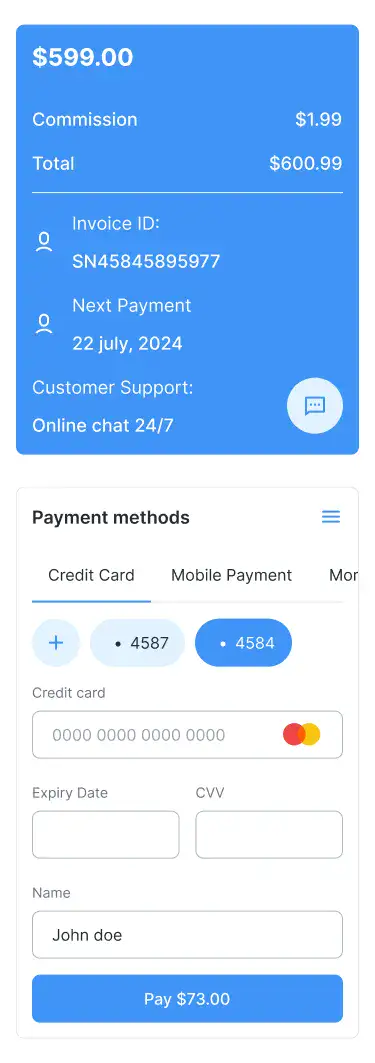 $599.00
Commission $1.99
Total $600.99
Invoice ID:
SN45845895977
Next Payment
22 july, 2024
Customer Support:
Online chat 24/7
Payment methods
Credit Card Mobile Payment Mor
• 4587 • 4584
Credit card
0000 0000 0000 0000
Expiry Date CVV
Name
John doe
Pay $73.00